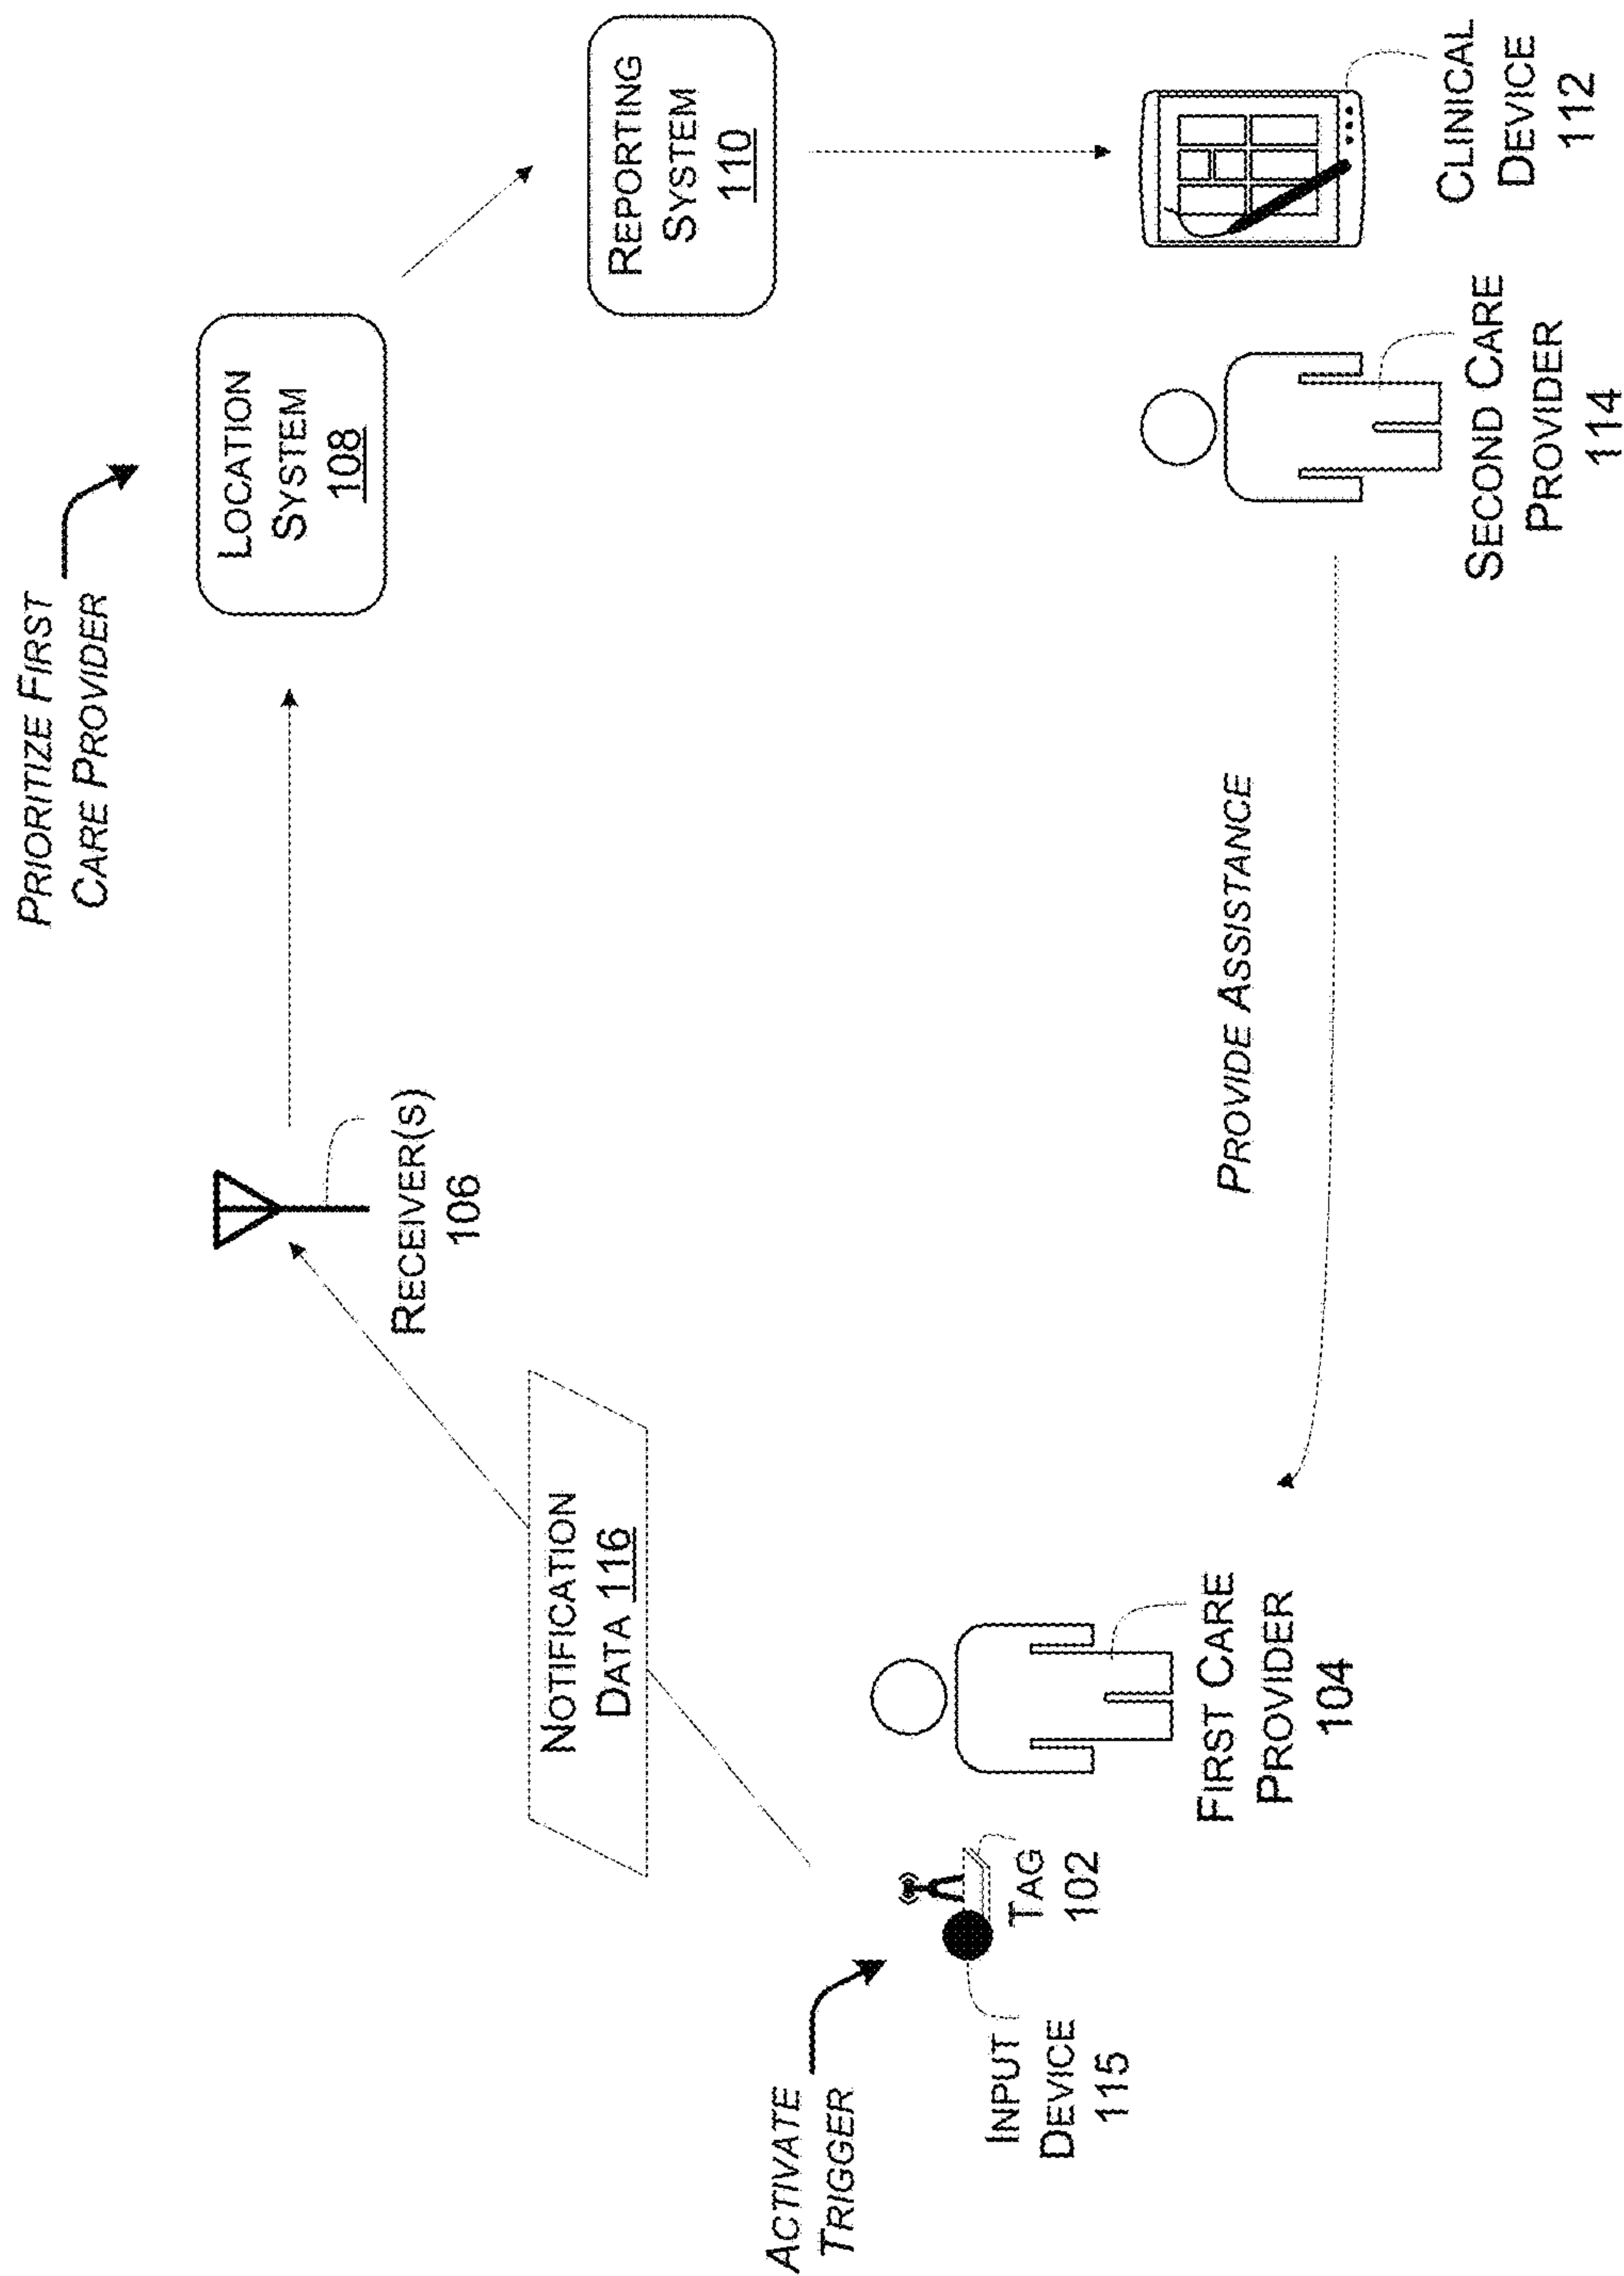 PRIORITIZE FIRST
CARE PROVIDER
LOCATION
SYSTEM
108
RECEIVER(S)
106
REPORTING
SYSTEM
110
NOTIFICATION
DATA 116
ACTIVATE
TRIGGER
INPUT
DEVICE
115
TAG
102
FIRST CARE
PROVIDER
104
PROVIDE ASSISTANCE
SECOND CARE
PROVIDER
114
CLINICAL
DEVICE
112